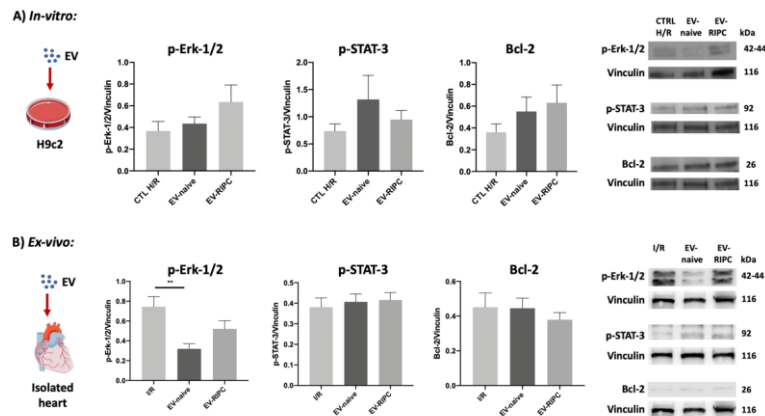 A) In-vitro:
EV
H9c2
p-Erk-1/2
p-Erk-1/2/Vinculin
1.0
0.8
0.6
0.4
0.2
0.0
CTL H/R
EV-naive
EV-RIPC
p-STAT-3
p-STAT-3/Vinculin
2.0
1.5
1.0
0.5
0.0
CTL H/R
EV-naive
EV-RIPC
Bcl-2
Bcl-2/Vinculin
1.0
0.8
0.6
0.4
0.2
0.0
CTL H/R
EV-naive
EV-RIPC
CTRL H/R
EV-naive
EV-RIPC
kDa
p-Erk-1/2
42-44
Vinculin
116
p-STAT-3
92
Vinculin
116
Bcl-2
26
Vinculin
116
B) Ex-vivo:
EV
Isolated
heart
p-Erk-1/2
p-Erk-1/2/Vinculin
1.0
0.8
0.6
0.4
0.2
0.0
**
I/R
EV-naive
EV-RIPC
p-STAT-3
p-STAT-3/Vinculin
0.6
0.4
0.2
0.0
I/R
EV-naive
EV-RIPC
Bcl-2
Bcl-2/Vinculin
0.6
0.4
0.2
0.0
I/R
EV-naive
EV-RIPC
I/R
EV-naive
EV-RIPC
kDa
p-Erk-1/2
42-44
Vinculin
116
p-STAT-3
92
Vinculin
116
Bcl-2
26
Vinculin
116